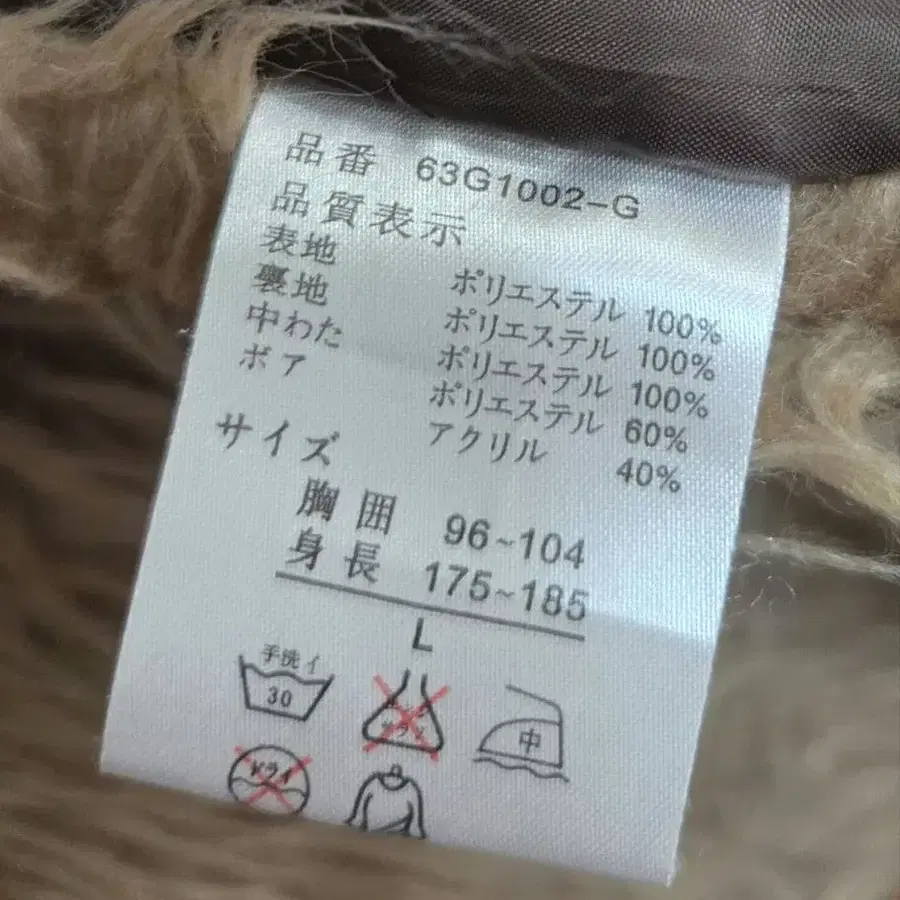 品番 63G1002-G
品質表示
表地 ポリエステル 100%
裏地 ポリエステル 100%
中わた ポリエステル 100%
ボア ポリエステル 60%
アクリル 40%
サイズ
胸囲 96~104
身長 175~185
L
手洗イ
30
中
ドライ